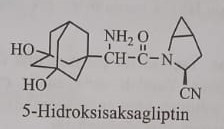 NH₂ O
HO
CH-C-N
HO
CN
5-Hidroksisaksagliptin